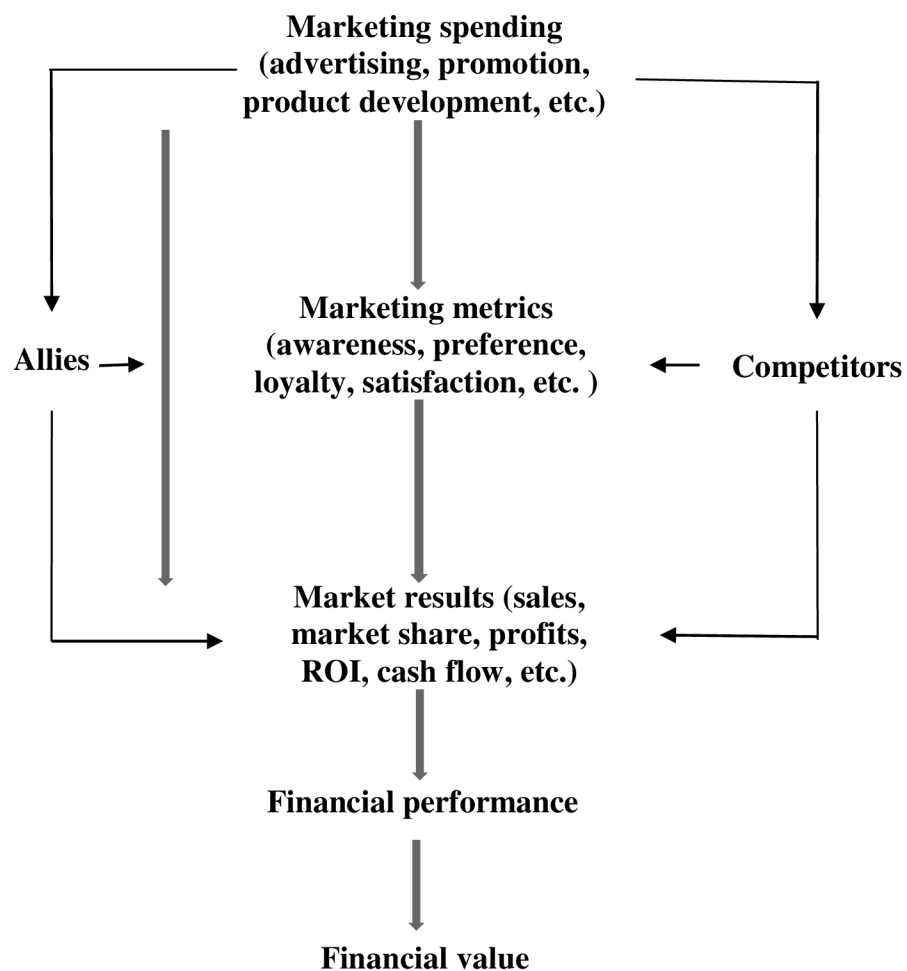 Marketing spending
(advertising, promotion,
product development, etc.)
Marketing metrics
(awareness, preference,
loyalty, satisfaction, etc. )
Allies
Competitors
Market results (sales,
market share, profits,
ROI, cash flow, etc.)
Financial performance
Financial value